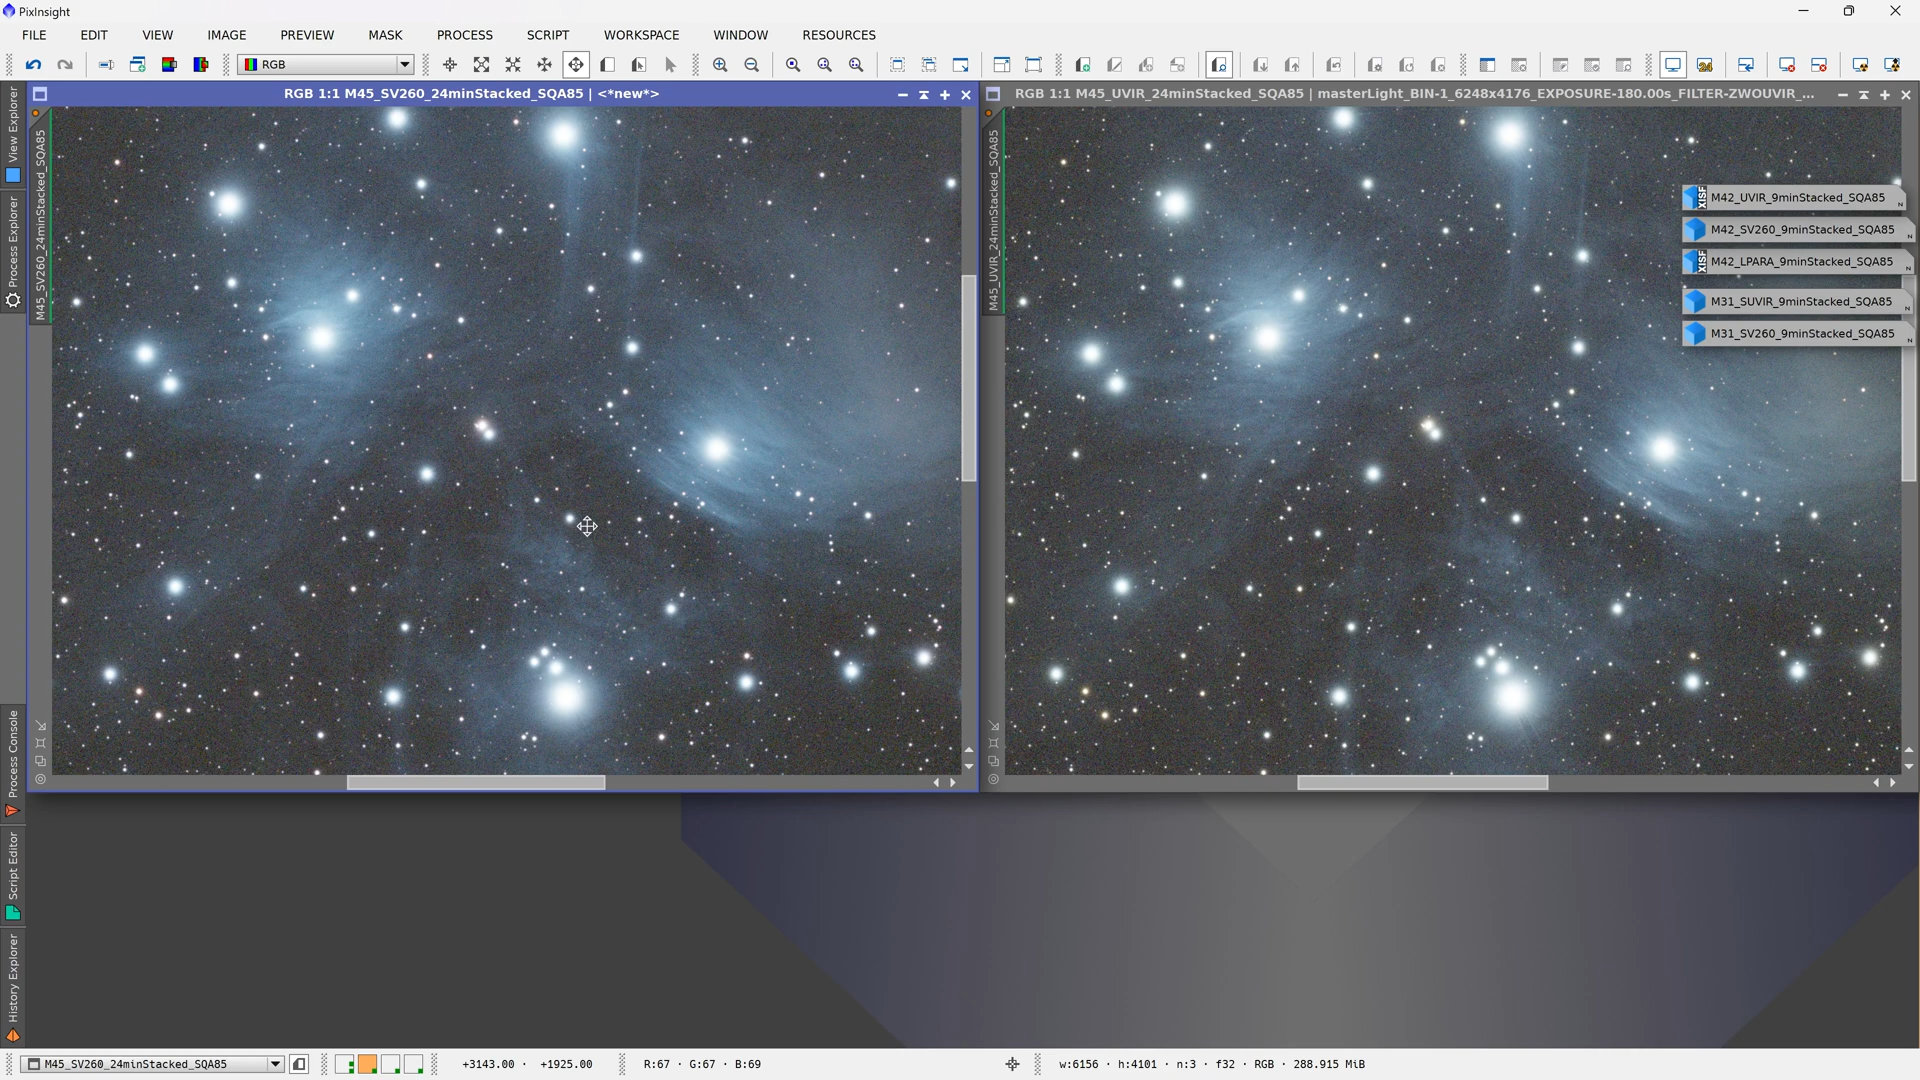 PixInsight
FILE EDIT VIEW IMAGE PREVIEW MASK PROCESS SCRIPT WORKSPACE WINDOW RESOURCES
RGB
RGB 1:1 M45_SV260_24minStacked_SQA85 | <*new*>
RGB 1:1 M45_UVIR_24minStacked_SQA85 | masterLight_BIN-1_6248x4176_EXPOSURE-180.00s_FILTER-ZWOUVIR_...
View Explorer
Process Explorer
Process Console
Script Editor
History Explorer
M45_SV260_24minStacked_SQA85
M45_UVIR_24minStacked_SQA85
XISF M42_UVIR_9minStacked_SQA85 N
M42_SV260_9minStacked_SQA85 N
XISF M42_LPARA_9minStacked_SQA85 N
M31_SUVIR_9minStacked_SQA85 N
M31_SV260_9minStacked_SQA85 N
M45_SV260_24minStacked_SQA85 +3143.00 · +1925.00 R:67 · G:67 · B:69 w:6156 · h:4101 · n:3 · f32 · RGB · 288.915 MiB